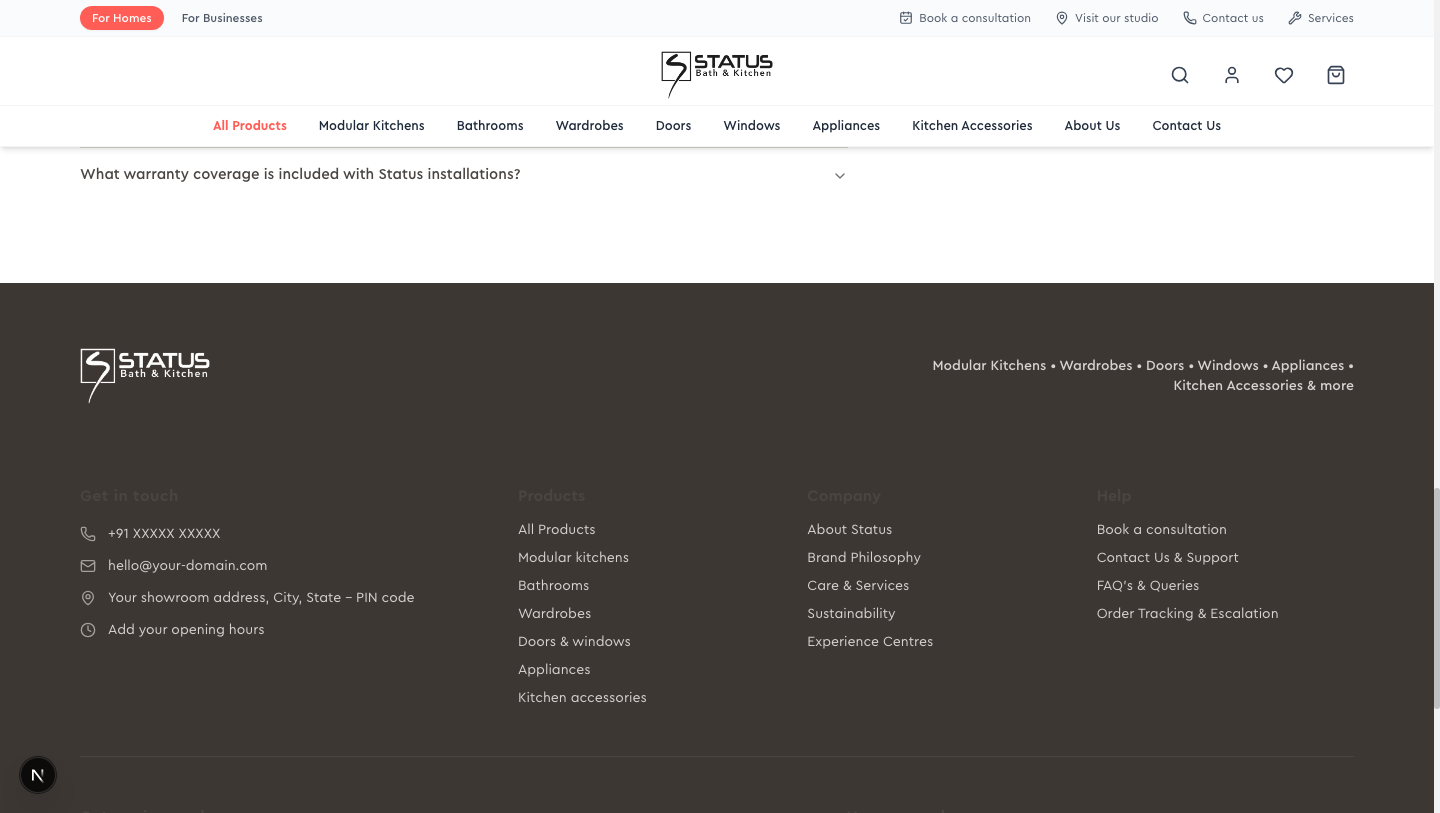 For Homes
For Businesses
Book a consultation
Visit our studio
Contact us
Services
STATUS
Bath & Kitchen
All Products
Modular Kitchens
Bathrooms
Wardrobes
Doors
Windows
Appliances
Kitchen Accessories
About Us
Contact Us
What warranty coverage is included with Status installations?
STATUS
Bath & Kitchen
Modular Kitchens • Wardrobes • Doors • Windows • Appliances •
Kitchen Accessories & more
Get in touch
+91 XXXXX XXXXX
hello@your-domain.com
Your showroom address, City, State – PIN code
Add your opening hours
Products
All Products
Modular kitchens
Bathrooms
Wardrobes
Doors & windows
Appliances
Kitchen accessories
Company
About Status
Brand Philosophy
Care & Services
Sustainability
Experience Centres
Help
Book a consultation
Contact Us & Support
FAQ's & Queries
Order Tracking & Escalation
N